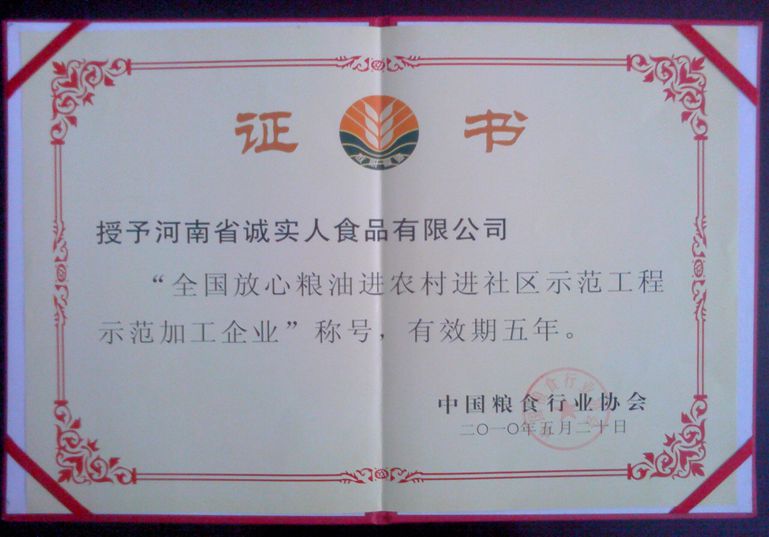 证 书
授予河南省诚实人食品有限公司
“全国放心粮油进农村进社区示范工程
示范加工企业”称号，有效期五年。
中国粮食行业协会
二〇一〇年五月二十日